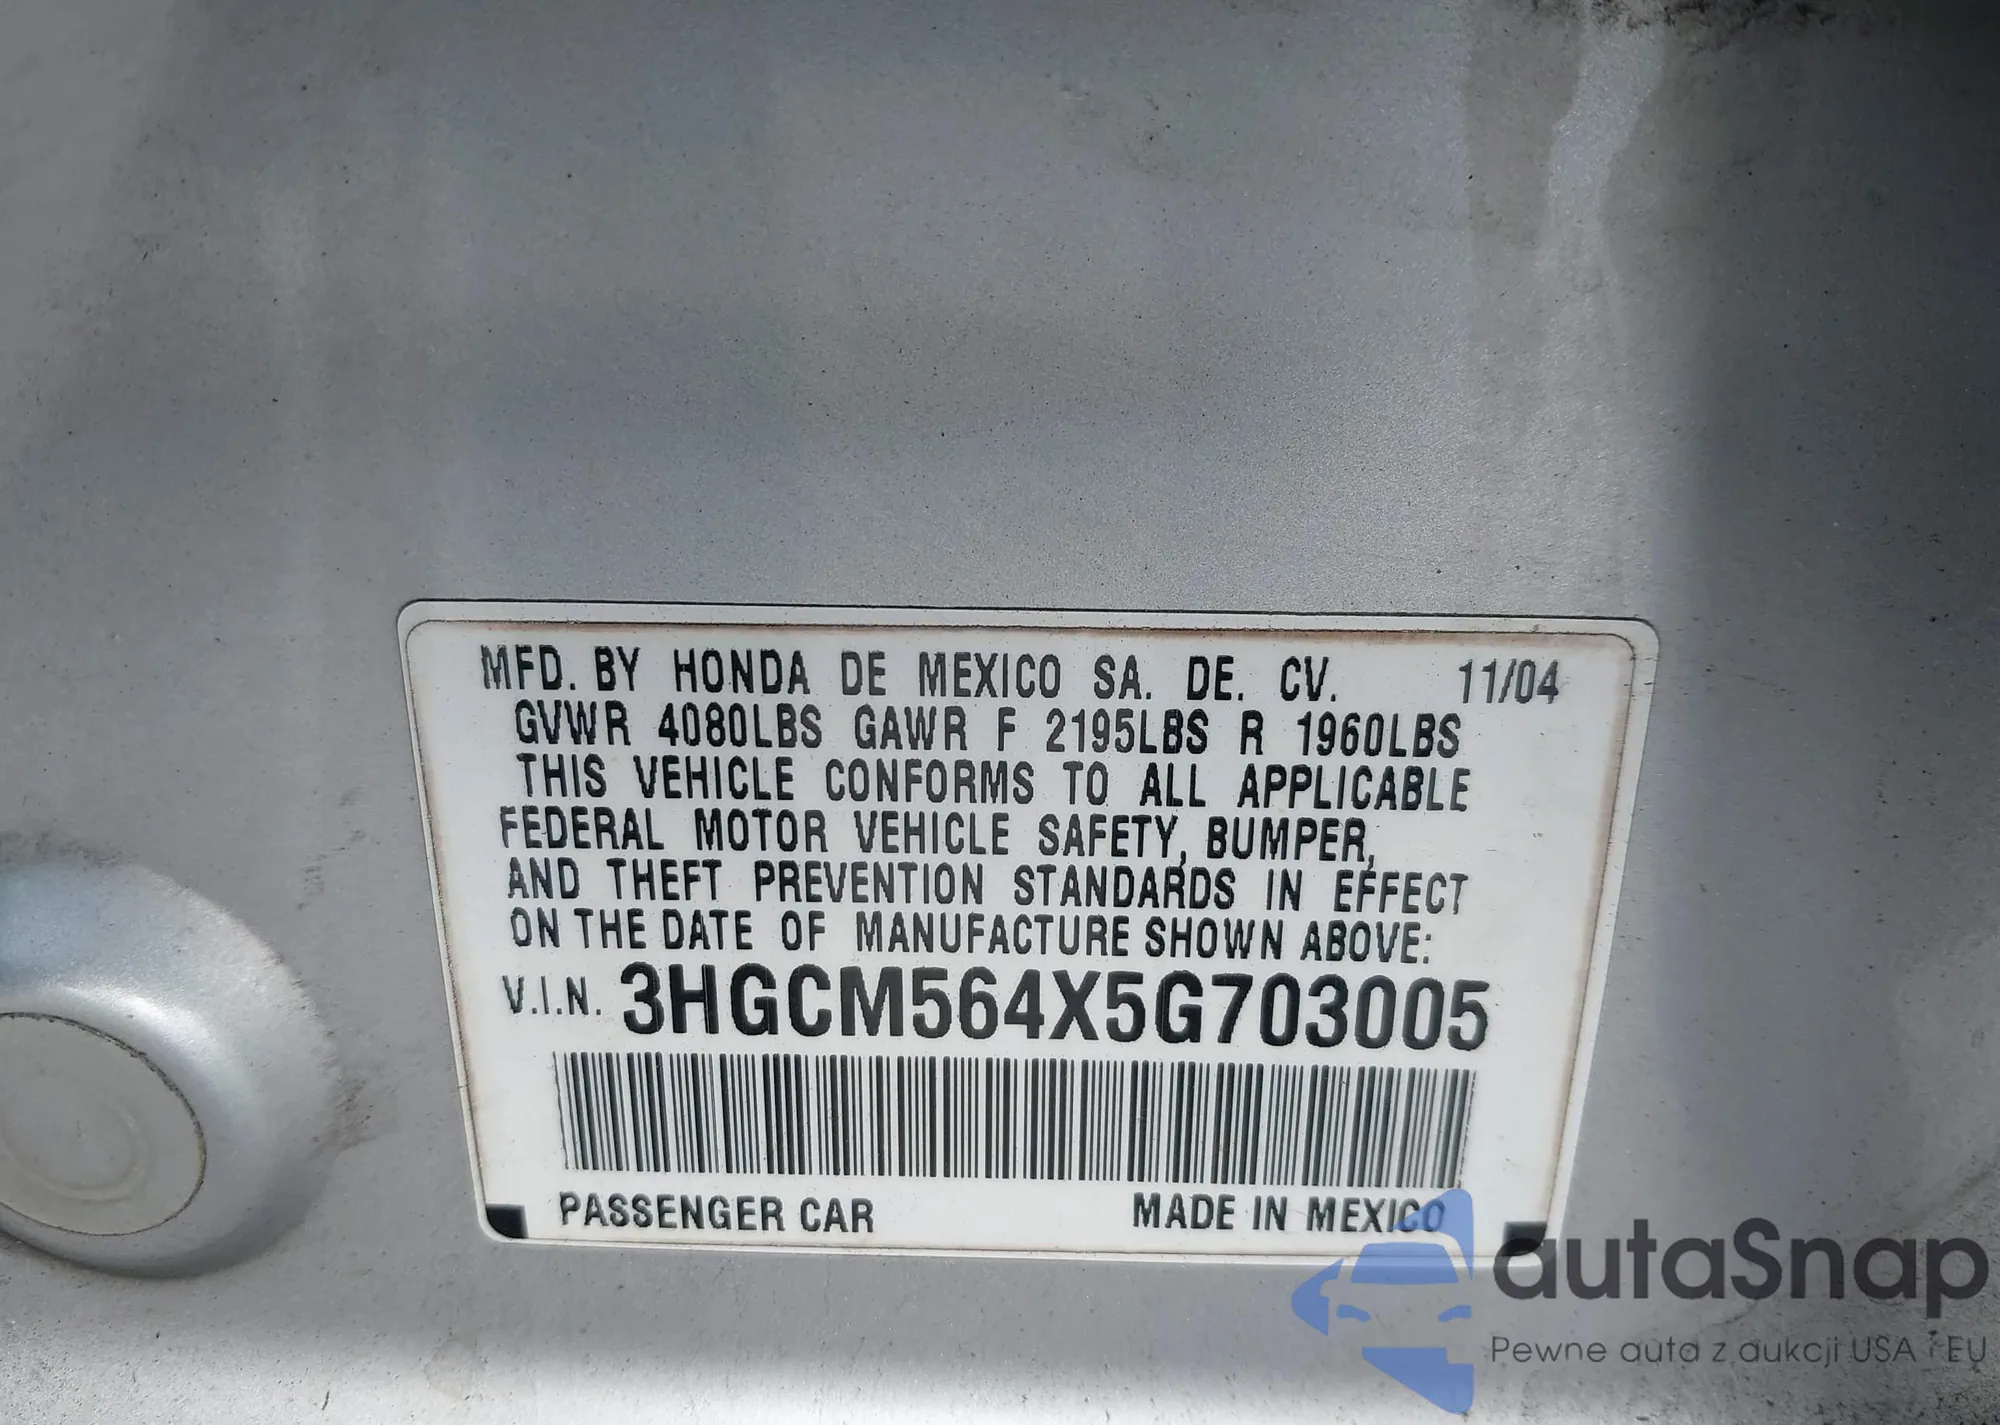 MFD. BY HONDA DE MEXICO SA. DE. CV. 11/04
GVWR 4080LBS GAWR F 2195LBS R 1960LBS
THIS VEHICLE CONFORMS TO ALL APPLICABLE
FEDERAL MOTOR VEHICLE SAFETY, BUMPER,
AND THEFT PREVENTION STANDARDS IN EFFECT
ON THE DATE OF MANUFACTURE SHOWN ABOVE:
V.I.N. 3HGCM564X5G703005
PASSENGER CAR MADE IN MEXICO
autaSnap
Pewne auta z aukcji USA i EU